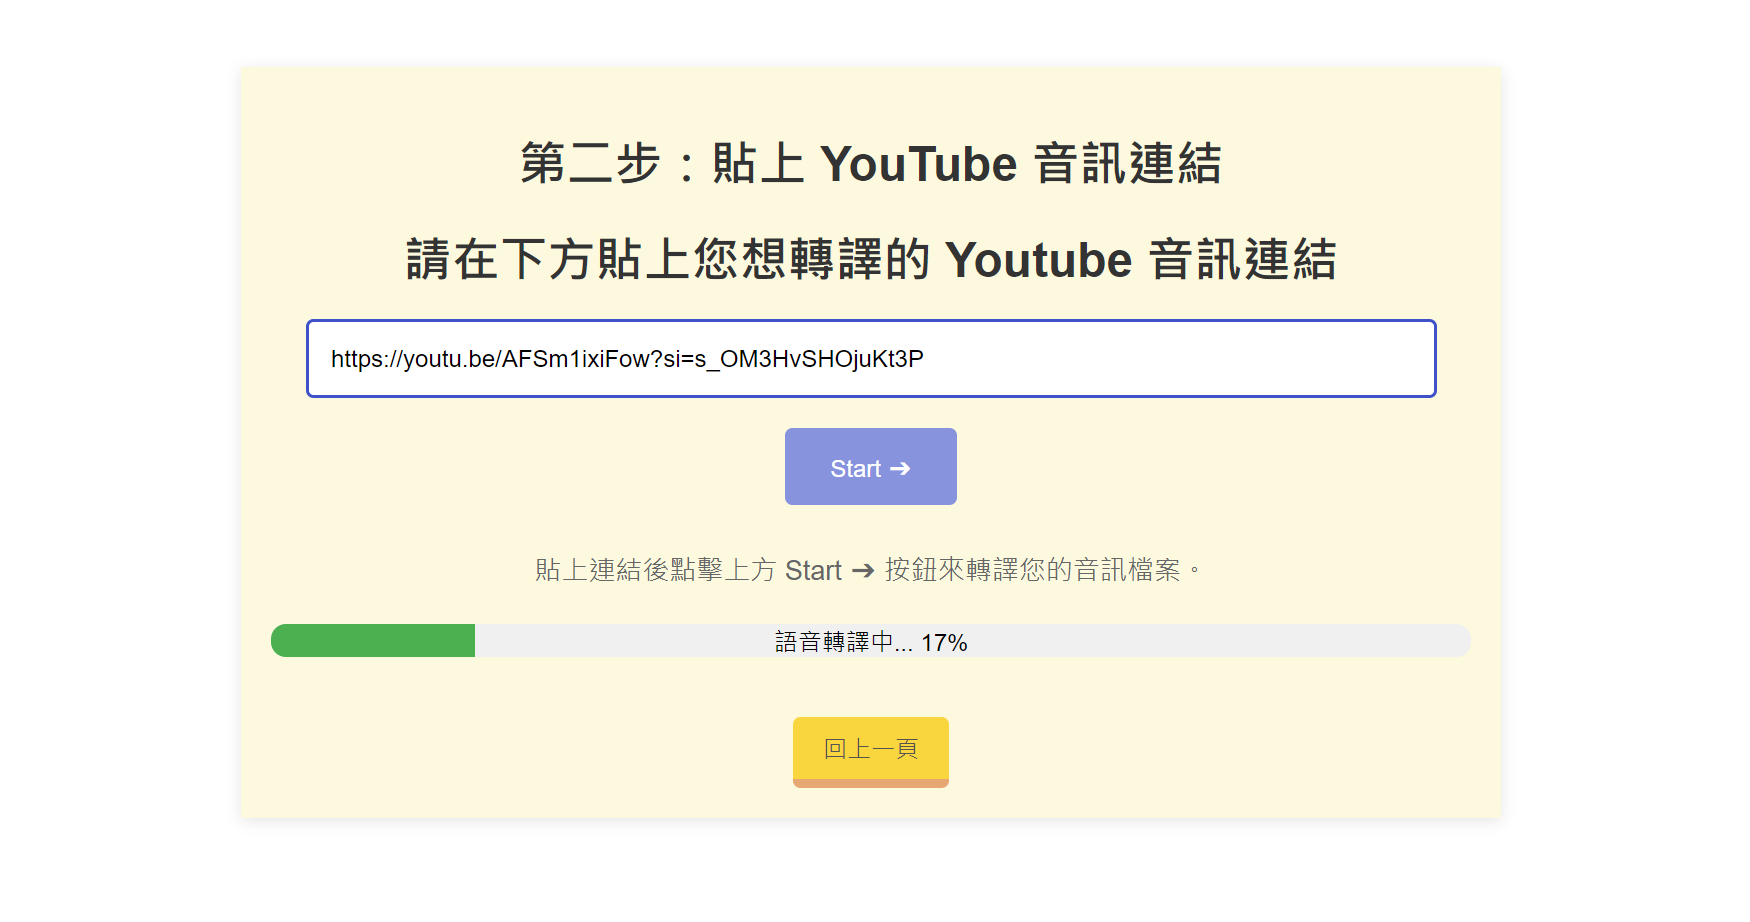 第二步：貼上 YouTube 音訊連結
請在下方貼上您想轉譯的 Youtube 音訊連結
https://youtu.be/AFSm1ixiFow?si=s_OM3HvSHOjuKt3P
Start ➔
貼上連結後點擊上方 Start ➔ 按鈕來轉譯您的音訊檔案。
語音轉譯中... 17%
回上一頁